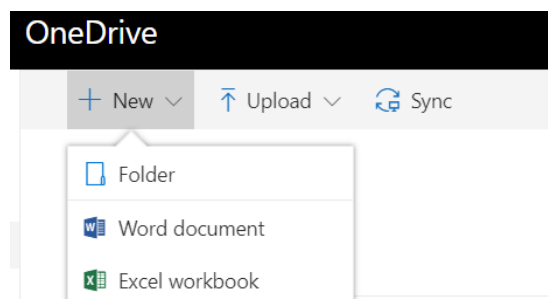 OneDrive
New Upload Sync
Folder
Word document
Excel workbook